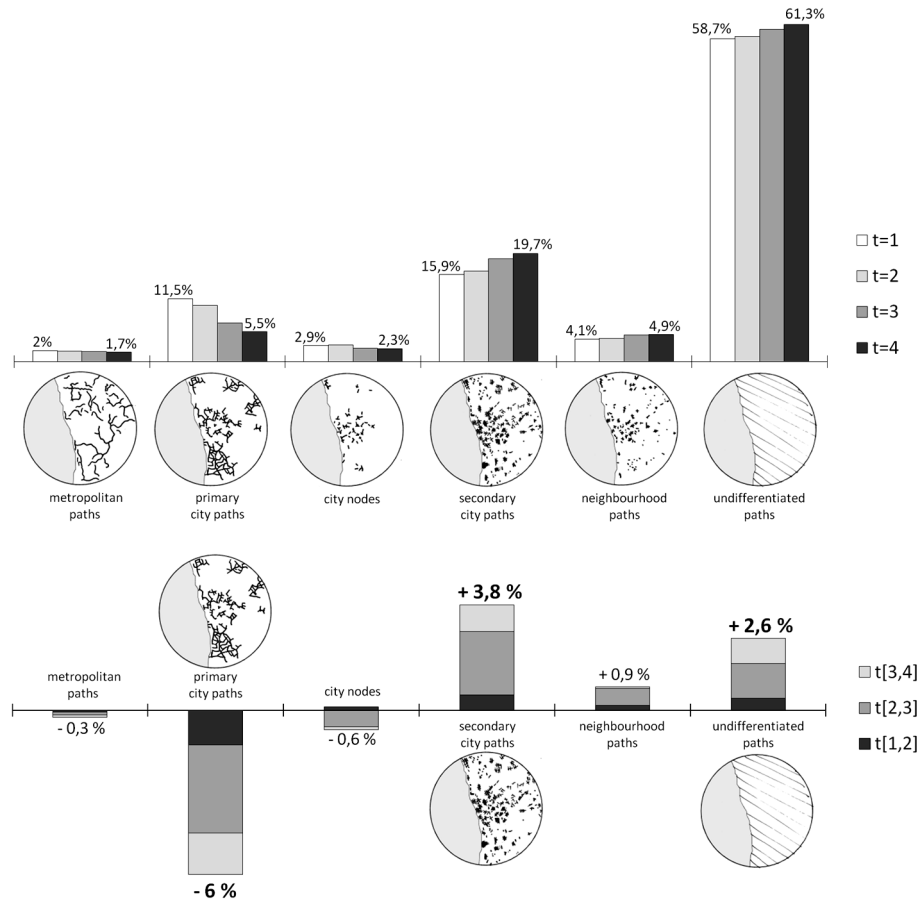 58,7%
61,3%
15,9%
19,7%
11,5%
5,5%
2%
1,7%
2,9%
2,3%
4,1%
4,9%
t=1
t=2
t=3
t=4
metropolitan
paths
primary
city paths
city nodes
secondary
city paths
neighbourhood
paths
undifferentiated
paths
+ 3,8 %
+ 2,6 %
+ 0,9 %
metropolitan
paths
primary
city paths
city nodes
- 0,3 %
- 0,6 %
secondary
city paths
neighbourhood
paths
undifferentiated
paths
- 6 %
t[3,4]
t[2,3]
t[1,2]